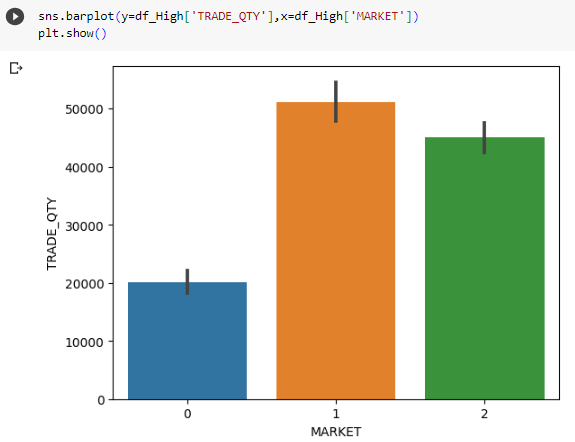 sns.barplot(y=df_High['TRADE_QTY'],x=df_High['MARKET'])
plt.show()
50000
40000
30000
20000
10000
0
TRADE_QTY
0 1 2
MARKET